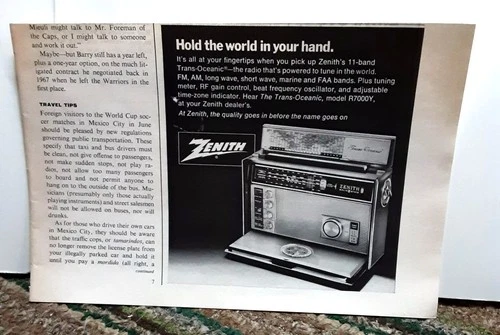 Mieuli might talk to Mr. Foreman of
the Caps, or I might talk to someone
and work it out."
Maybe—but Barry still has a year left,
plus a one-year option, on the much lit-
igated contract he negotiated back in
1967 when he left the Warriors in the
first place.
TRAVEL TIPS
Foreign visitors to the World Cup soc-
cer matches in Mexico City in June
should be pleased by new regulations
governing public transportation. These
specify that taxi and bus drivers must
be clean, not give offense to passengers,
not make sudden stops, not play ra-
dios, not allow too many passengers
to board and not permit anyone to
hang on to the outside of the bus. Mu-
sicians (presumably only those actually
playing instruments) and street salesmen
will not be allowed on buses, nor will
drunks.
As for those who drive their own cars
in Mexico City, they should be aware
that the traffic cops, or tamarindos, can
no longer remove the license plate from
your illegally parked car and hold it
until you pay a mordida (all right, a
continued
7
Hold the world in your hand.
It's all at your fingertips when you pick up Zenith's 11-band
Trans-Oceanic®—the radio that's powered to tune in the world.
FM, AM, long wave, short wave, marine and FAA bands. Plus tuning
meter, RF gain control, beat frequency oscillator, and adjustable
time-zone indicator. Hear The Trans-Oceanic, model R7000Y,
at your Zenith dealer's.
At Zenith, the quality goes in before the name goes on
ZENITH
ZENITH